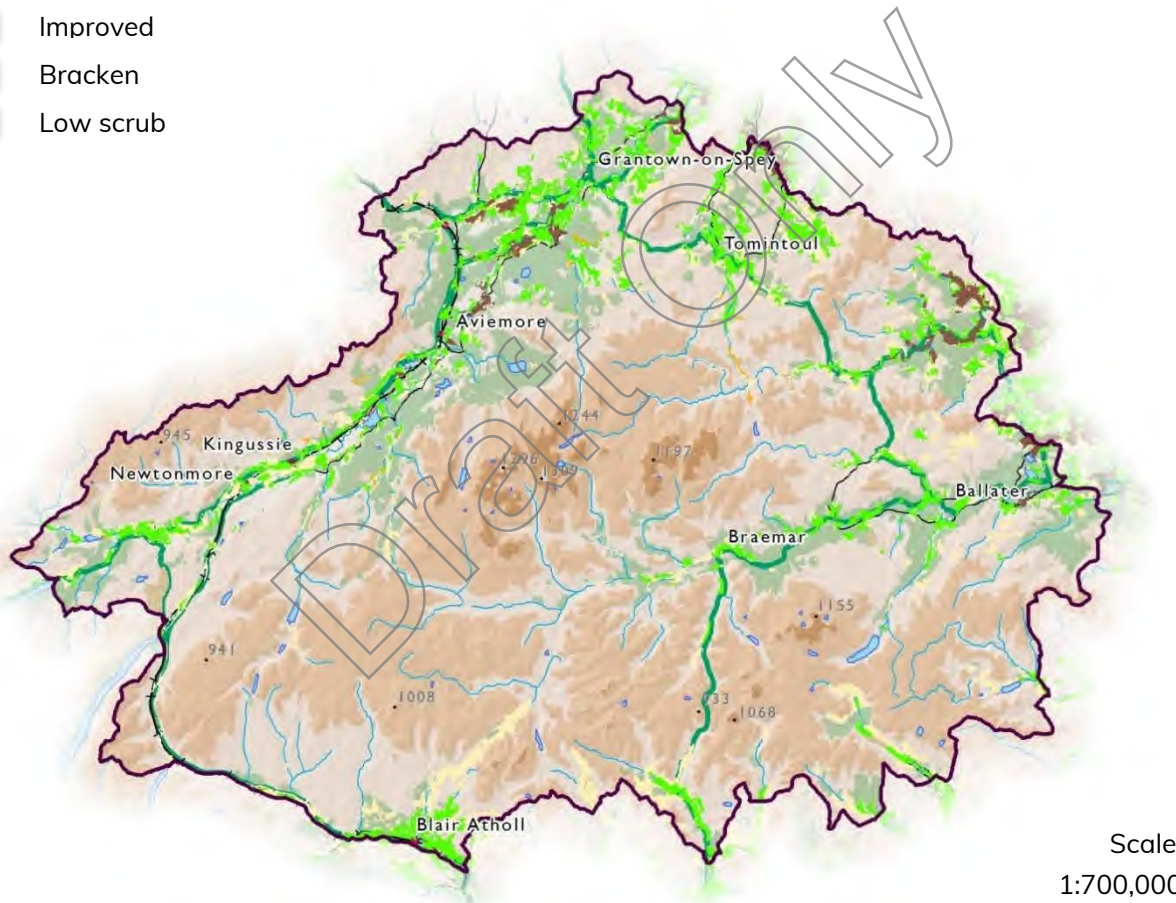 Improved
Bracken
Low scrub
Grantown-on-Spey
Tomintoul
Aviemore
1244
945
Kingussie
1296
1309
1197
Newtonmore
Ballater
Braemar
1155
941
1008
933
1068
Blair Atholl
Draft Only
Scale
1:700,000